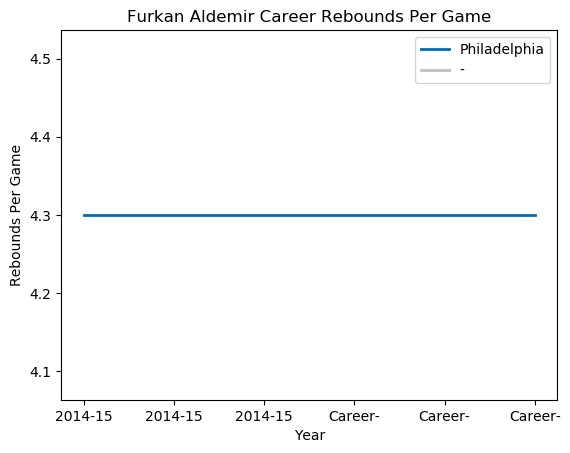 Furkan Aldemir Career Rebounds Per Game
Philadelphia
-
4.5
4.4
4.3
4.2
4.1
Rebounds Per Game
2014-15 2014-15 2014-15 Career- Career- Career-
Year